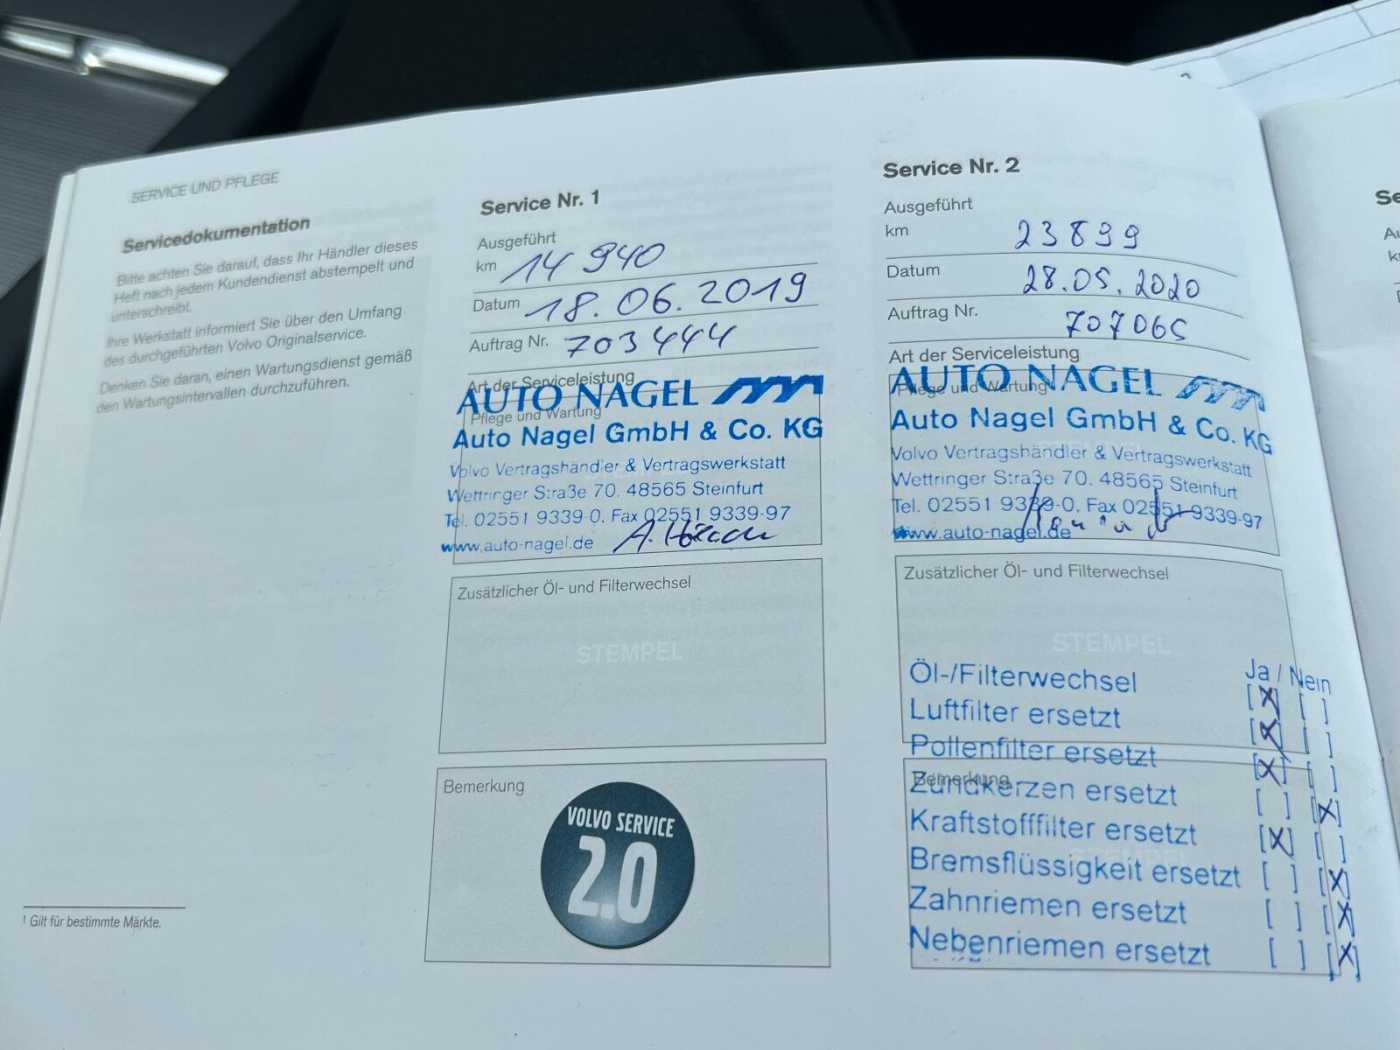 SERVICE UND PFLEGE
Servicedokumentation
Bitte achten Sie darauf, dass Ihr Händler dieses
Heft nach jedem Kundendienst abstempelt und
unterschreibt.
Ihre Werkstatt informiert Sie über den Umfang
des durchgeführten Volvo Originalservice.
Denken Sie daran, einen Wartungsdienst gemäß
den Wartungsintervallen durchzuführen.
1 Gilt für bestimmte Märkte.
Service Nr. 1
Ausgeführt
km 14 940
Datum 18.06.2019
Auftrag Nr. 703444
Art der Serviceleistung
AUTO NAGEL
Pflege und Wartung
Auto Nagel GmbH & Co. KG
Volvo Vertragshändler & Vertragswerkstatt
Wettringer Straße 70. 48565 Steinfurt
Tel. 02551 9339-0, Fax 02551 9339-97
www.auto-nagel.de
Zusätzlicher Öl- und Filterwechsel
STEMPEL
Bemerkung
VOLVO SERVICE
2.0
Service Nr. 2
Ausgeführt
km 23899
Datum 28.05.2020
Auftrag Nr. 707065
Art der Serviceleistung
AUTO NAGEL
Pflege und Wartung
Auto Nagel GmbH & Co. KG
Volvo Vertragshändler & Vertragswerkstatt
Wettringer Straße 70. 48565 Steinfurt
Tel. 02551 9339-0, Fax 02551 9339-97
www.auto-nagel.de
Zusätzlicher Öl- und Filterwechsel
STEMPEL
Ja / Nein
Öl-/Filterwechsel [X] [ ]
Luftfilter ersetzt [X] [ ]
Pollenfilter ersetzt [X] [ ]
Bemerkung
Zündkerzen ersetzt [ ] [X]
Kraftstofffilter ersetzt [X] [ ]
Bremsflüssigkeit ersetzt [ ] [X]
Zahnriemen ersetzt [ ] [X]
Nebenriemen ersetzt [ ] [X]